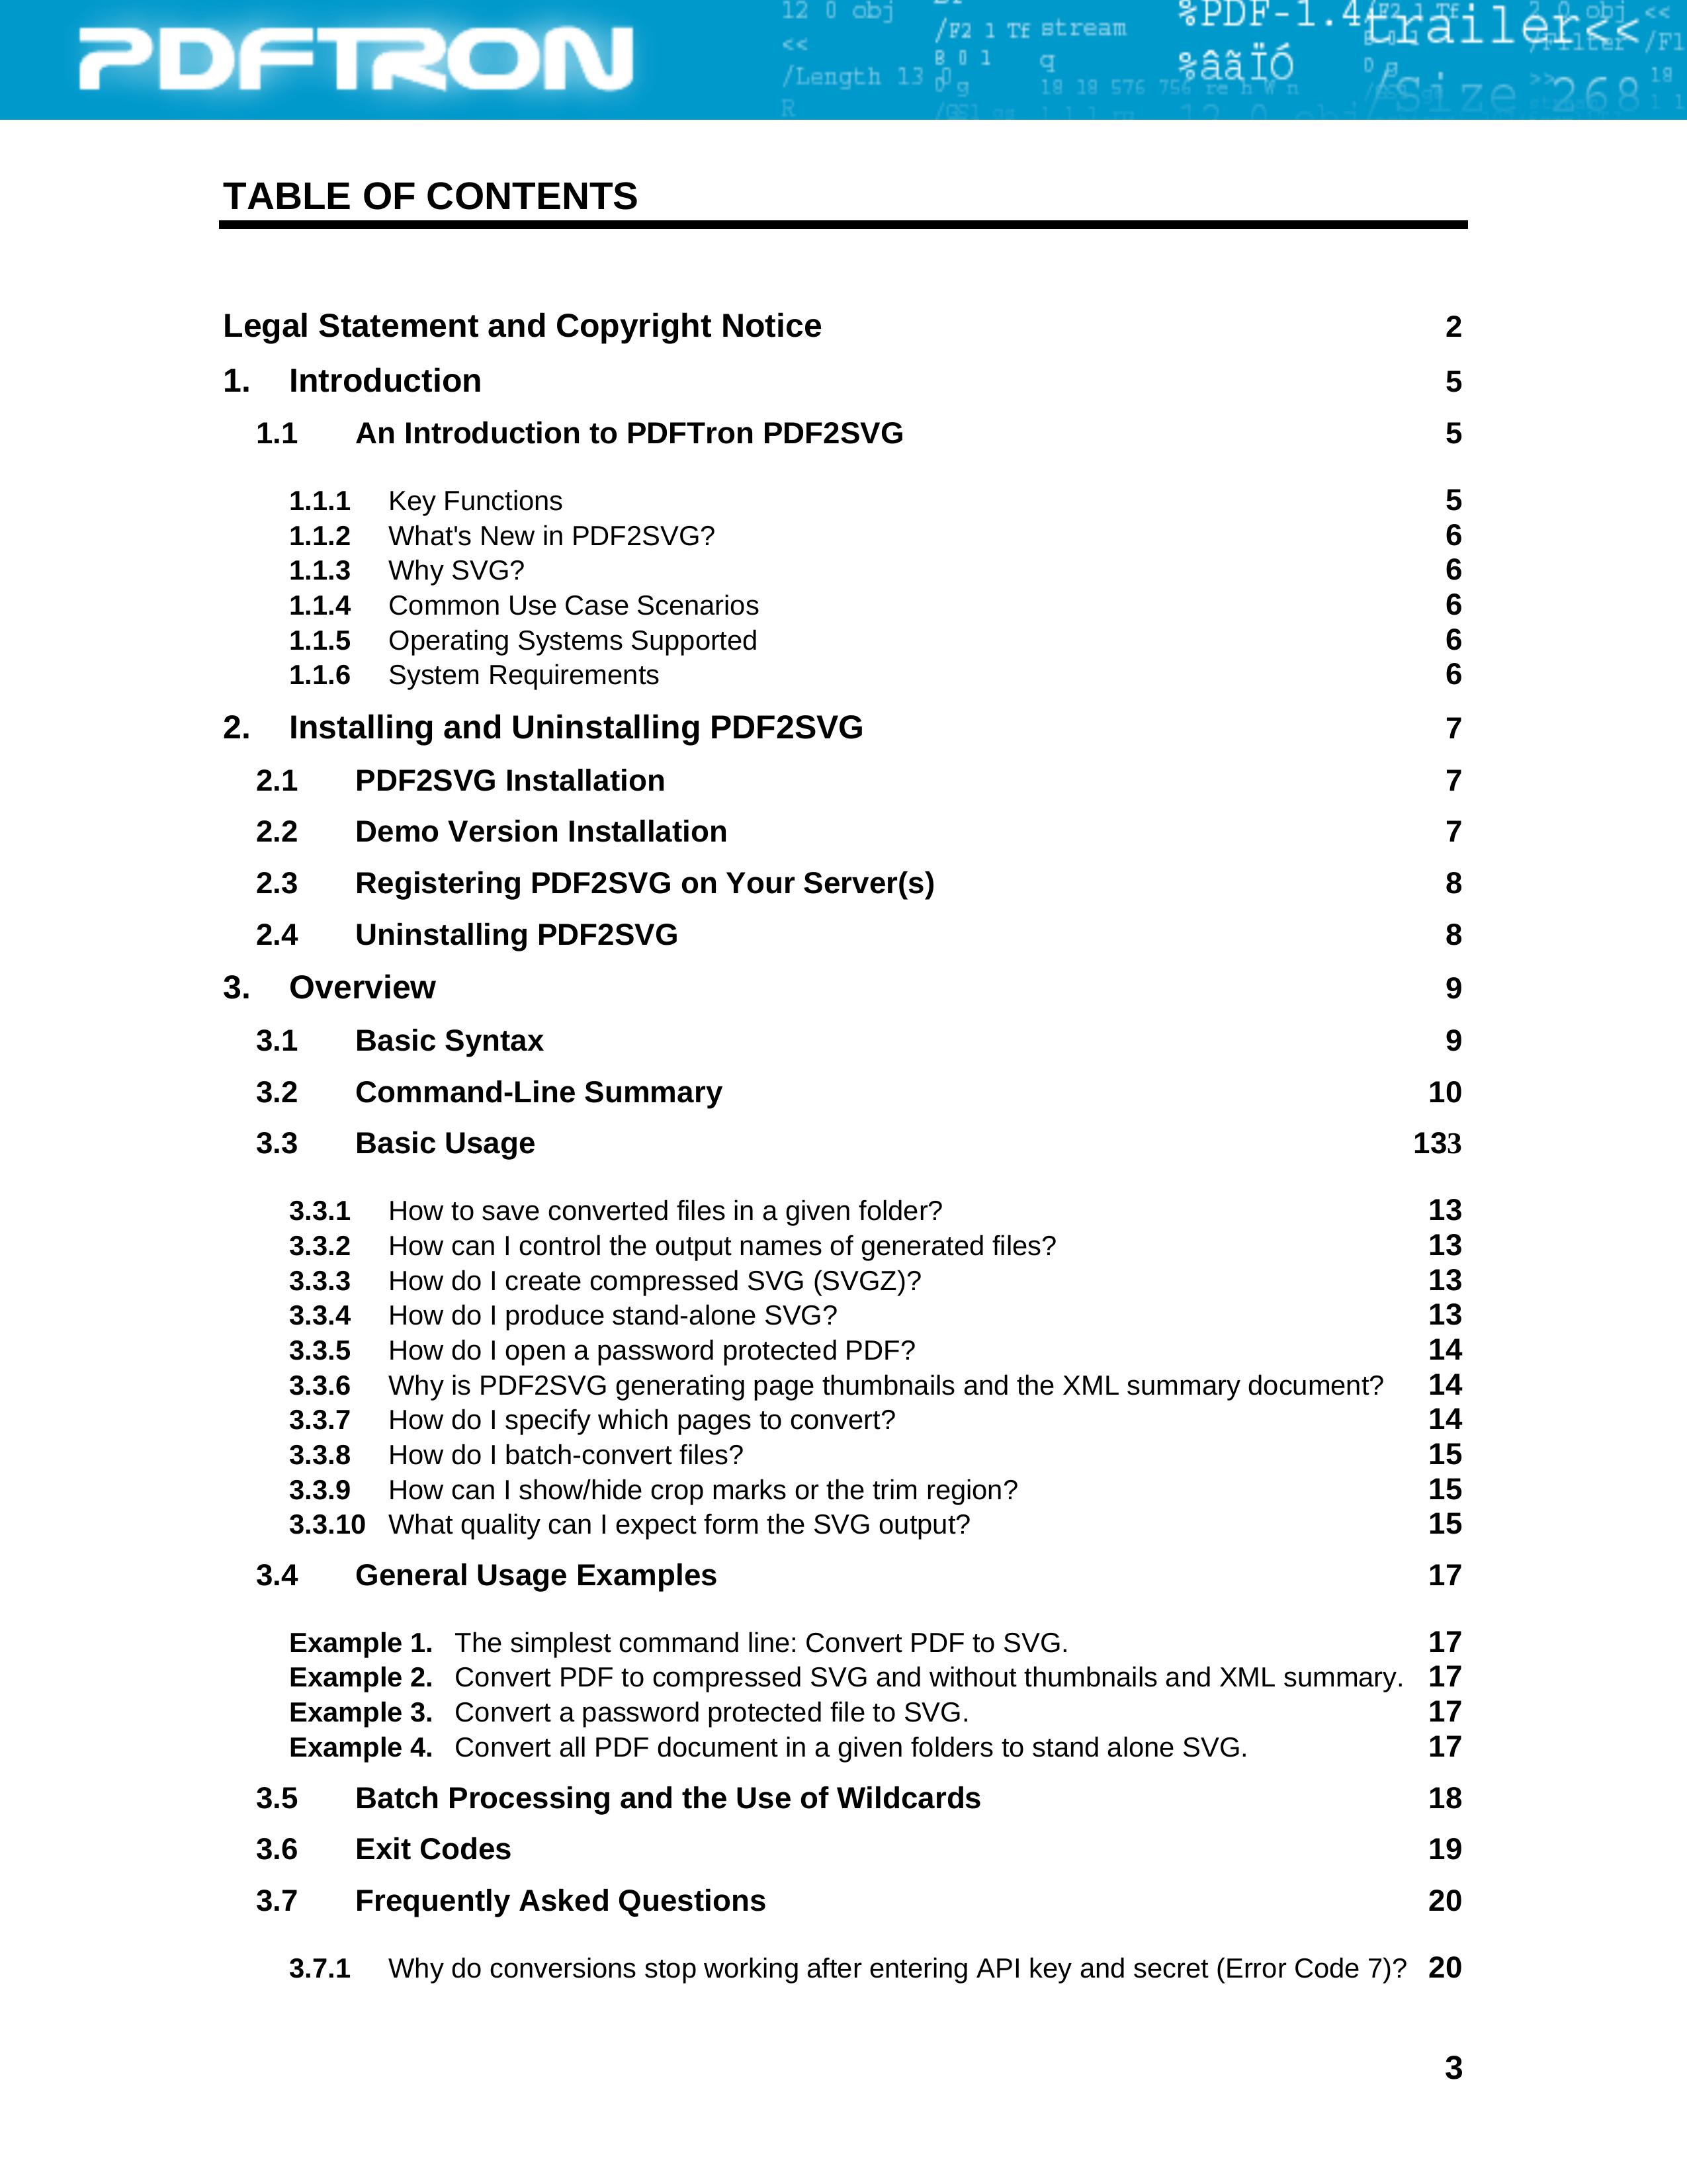 PDFTRON
12 0 obj
<<
/Length 13 0
R
/F2 1 Tf
stream
q
18 18 576 756 re h W n
%PDF-1.4
%âãÏÓ
trailer<<
/Size 268
TABLE OF CONTENTS
Legal Statement and Copyright Notice 2
1. Introduction 5
1.1 An Introduction to PDFTron PDF2SVG 5
1.1.1 Key Functions 5
1.1.2 What's New in PDF2SVG? 6
1.1.3 Why SVG? 6
1.1.4 Common Use Case Scenarios 6
1.1.5 Operating Systems Supported 6
1.1.6 System Requirements 6
2. Installing and Uninstalling PDF2SVG 7
2.1 PDF2SVG Installation 7
2.2 Demo Version Installation 7
2.3 Registering PDF2SVG on Your Server(s) 8
2.4 Uninstalling PDF2SVG 8
3. Overview 9
3.1 Basic Syntax 9
3.2 Command-Line Summary 10
3.3 Basic Usage 133
3.3.1 How to save converted files in a given folder? 13
3.3.2 How can I control the output names of generated files? 13
3.3.3 How do I create compressed SVG (SVGZ)? 13
3.3.4 How do I produce stand-alone SVG? 13
3.3.5 How do I open a password protected PDF? 14
3.3.6 Why is PDF2SVG generating page thumbnails and the XML summary document? 14
3.3.7 How do I specify which pages to convert? 14
3.3.8 How do I batch-convert files? 15
3.3.9 How can I show/hide crop marks or the trim region? 15
3.3.10 What quality can I expect form the SVG output? 15
3.4 General Usage Examples 17
Example 1. The simplest command line: Convert PDF to SVG. 17
Example 2. Convert PDF to compressed SVG and without thumbnails and XML summary. 17
Example 3. Convert a password protected file to SVG. 17
Example 4. Convert all PDF document in a given folders to stand alone SVG. 17
3.5 Batch Processing and the Use of Wildcards 18
3.6 Exit Codes 19
3.7 Frequently Asked Questions 20
3.7.1 Why do conversions stop working after entering API key and secret (Error Code 7)? 20
3